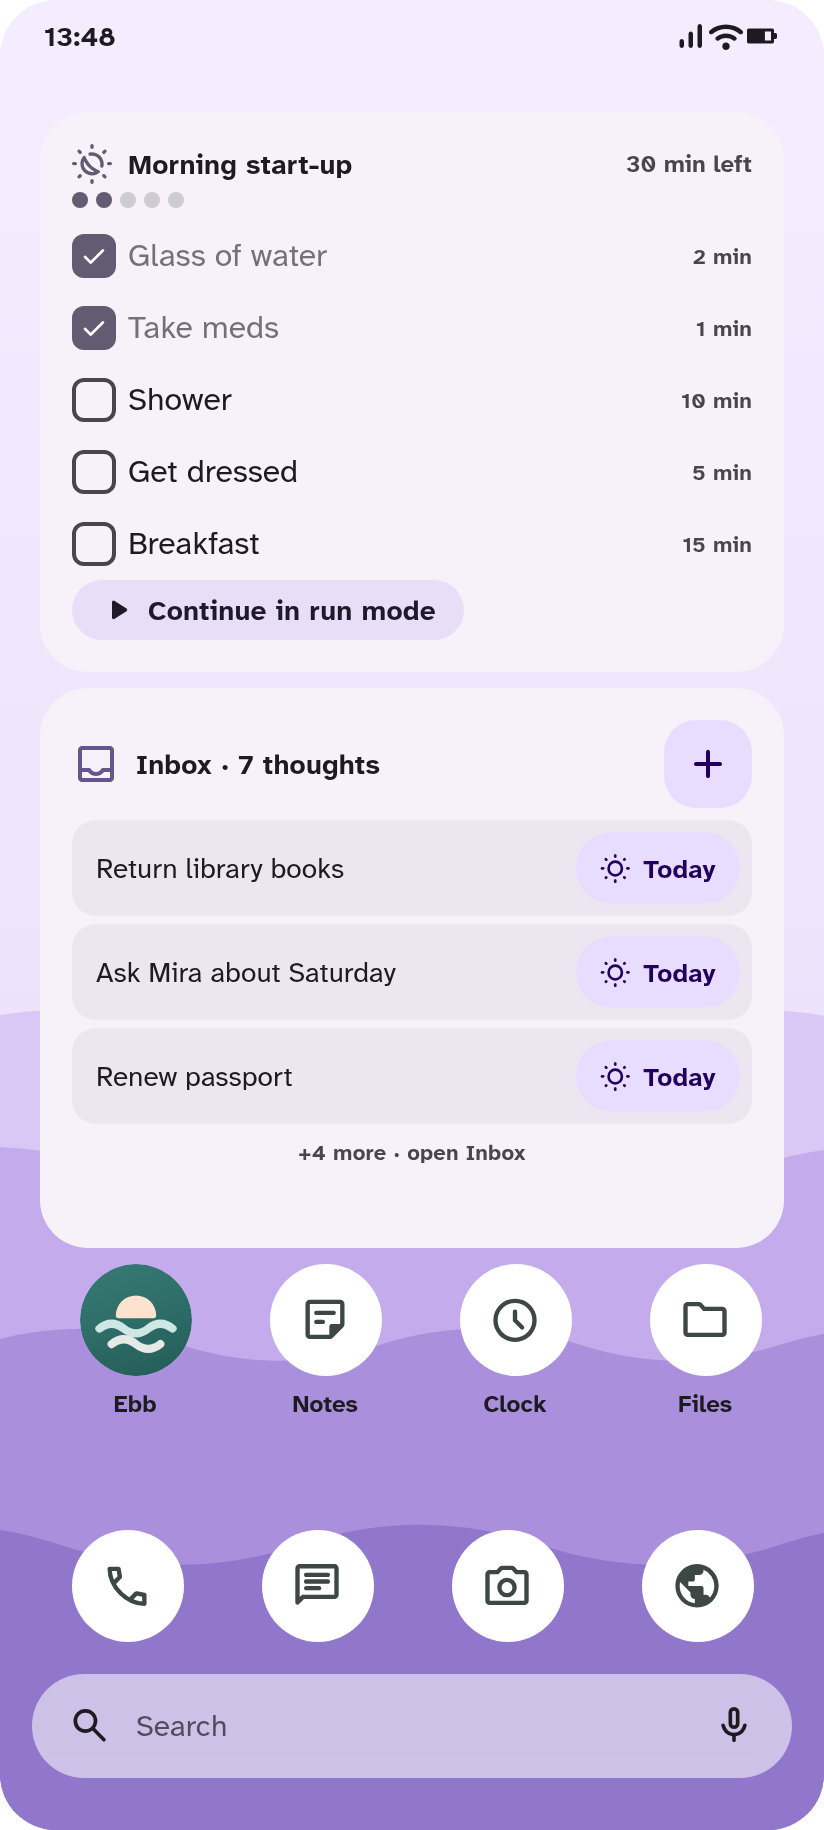 13:48
Morning start-up
30 min left
Glass of water
2 min
Take meds
1 min
Shower
10 min
Get dressed
5 min
Breakfast
15 min
Continue in run mode
Inbox · 7 thoughts
Return library books
Today
Ask Mira about Saturday
Today
Renew passport
Today
+4 more · open Inbox
Ebb
Notes
Clock
Files
Search